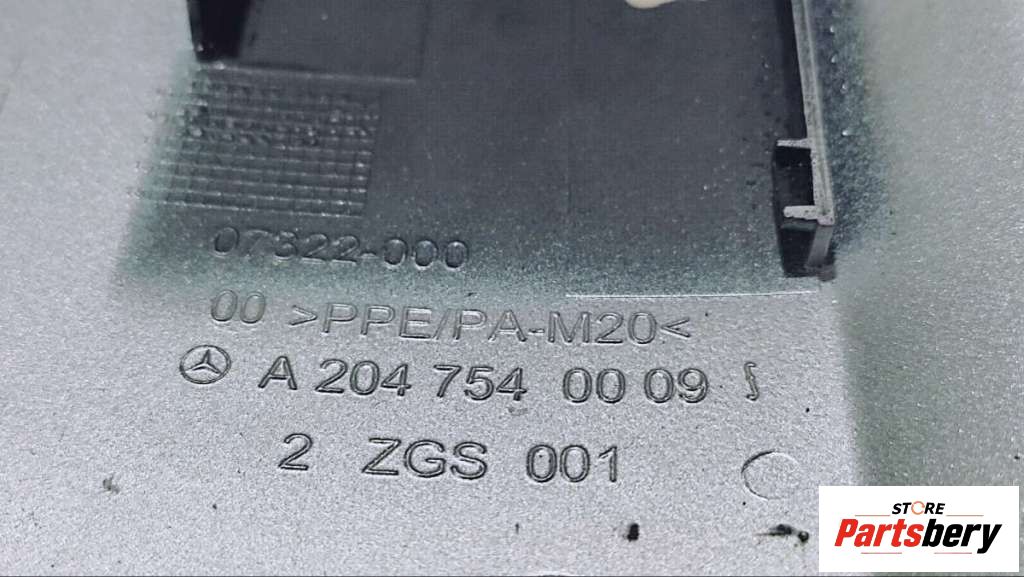 07322-000
00 >PPE/PA-M20<
A 204 754 00 09
2 ZGS 001
STORE
Partsbery